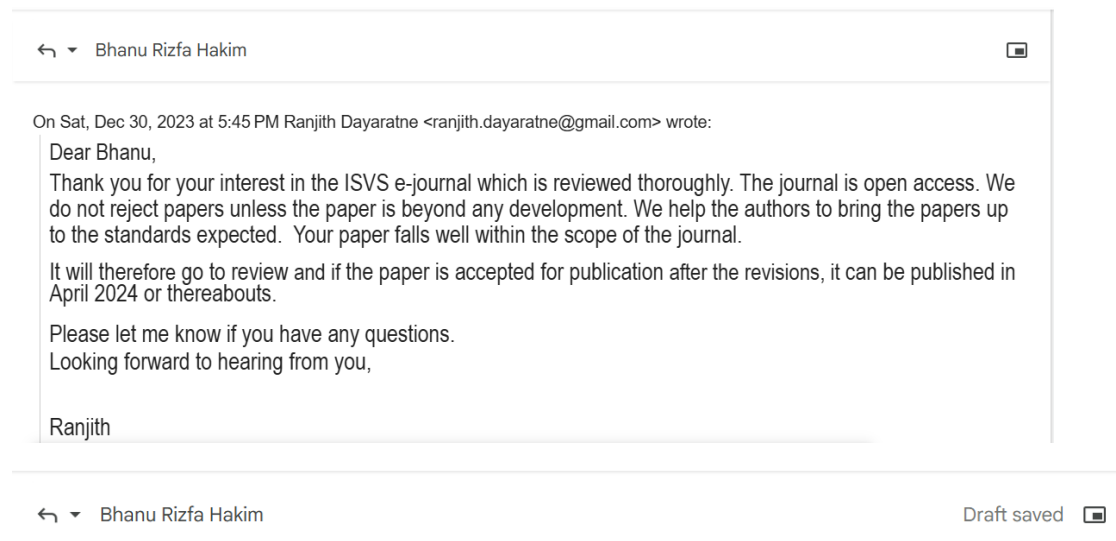 Bhanu Rizfa Hakim
On Sat, Dec 30, 2023 at 5:45 PM Ranjith Dayaratne <ranjith.dayaratne@gmail.com> wrote:
Dear Bhanu,
Thank you for your interest in the ISVS e-journal which is reviewed thoroughly. The journal is open access. We
do not reject papers unless the paper is beyond any development. We help the authors to bring the papers up
to the standards expected.  Your paper falls well within the scope of the journal.
It will therefore go to review and if the paper is accepted for publication after the revisions, it can be published in
April 2024 or thereabouts.
Please let me know if you have any questions.
Looking forward to hearing from you,
Ranjith
Bhanu Rizfa Hakim Draft saved